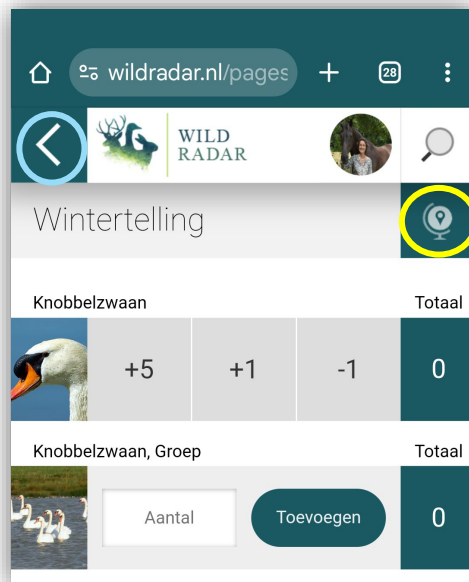 wildradar.nl/pages
28
WILD
RADAR
Wintertelling
Knobbelzwaan Totaal
+5 +1 -1 0
Knobbelzwaan, Groep Totaal
Aantal Toevoegen 0